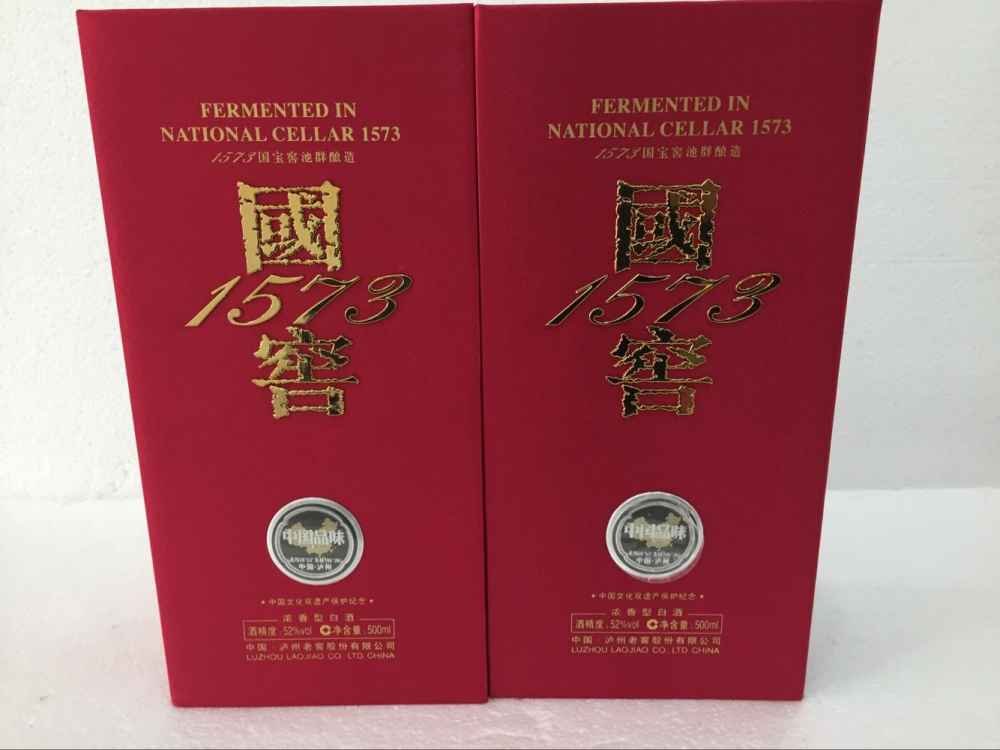 FERMENTED IN
NATIONAL CELLAR 1573
1573国宝窖池群酿造
國
1573
窖
中国品味
中国·泸州
★中国文化双遗产保护纪念★
浓香型白酒
酒精度:52%vol 净含量:500ml
中国·泸州老窖股份有限公司
LUZHOU LAOJIAO CO. LTD CHINA
FERMENTED IN
NATIONAL CELLAR 1573
1573国宝窖池群酿造
國
1573
窖
中国品味
中国·泸州
★中国文化双遗产保护纪念★
浓香型白酒
酒精度:52%vol 净含量:500ml
中国·泸州老窖股份有限公司
LUZHOU LAOJIAO CO. LTD CHINA